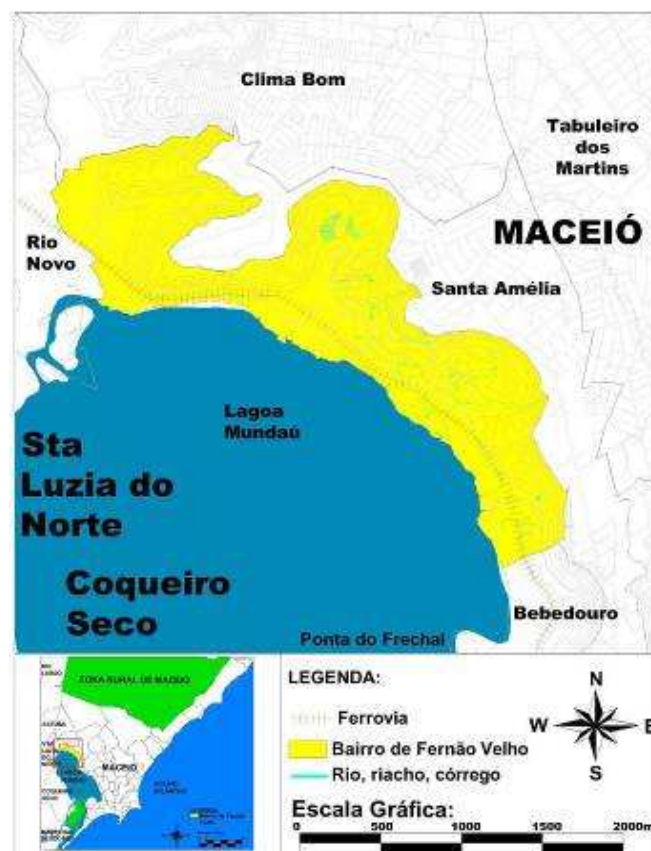 Clima Bom
Tabuleiro
dos
Martins
MACEIÓ
Rio
Novo
Santa Amélia
Lagoa
Mundaú
Sta
Luzia do
Norte
Coqueiro
Seco
Bebedouro
Ponta do Frechal
ZONA RURAL DE MACEIÓ
MACEIÓ
LEGENDA:
Ferrovia
Bairro de Fernão Velho
Rio, riacho, córrego
N
W
E
S
Escala Gráfica:
0 500 1000 1500 2000m